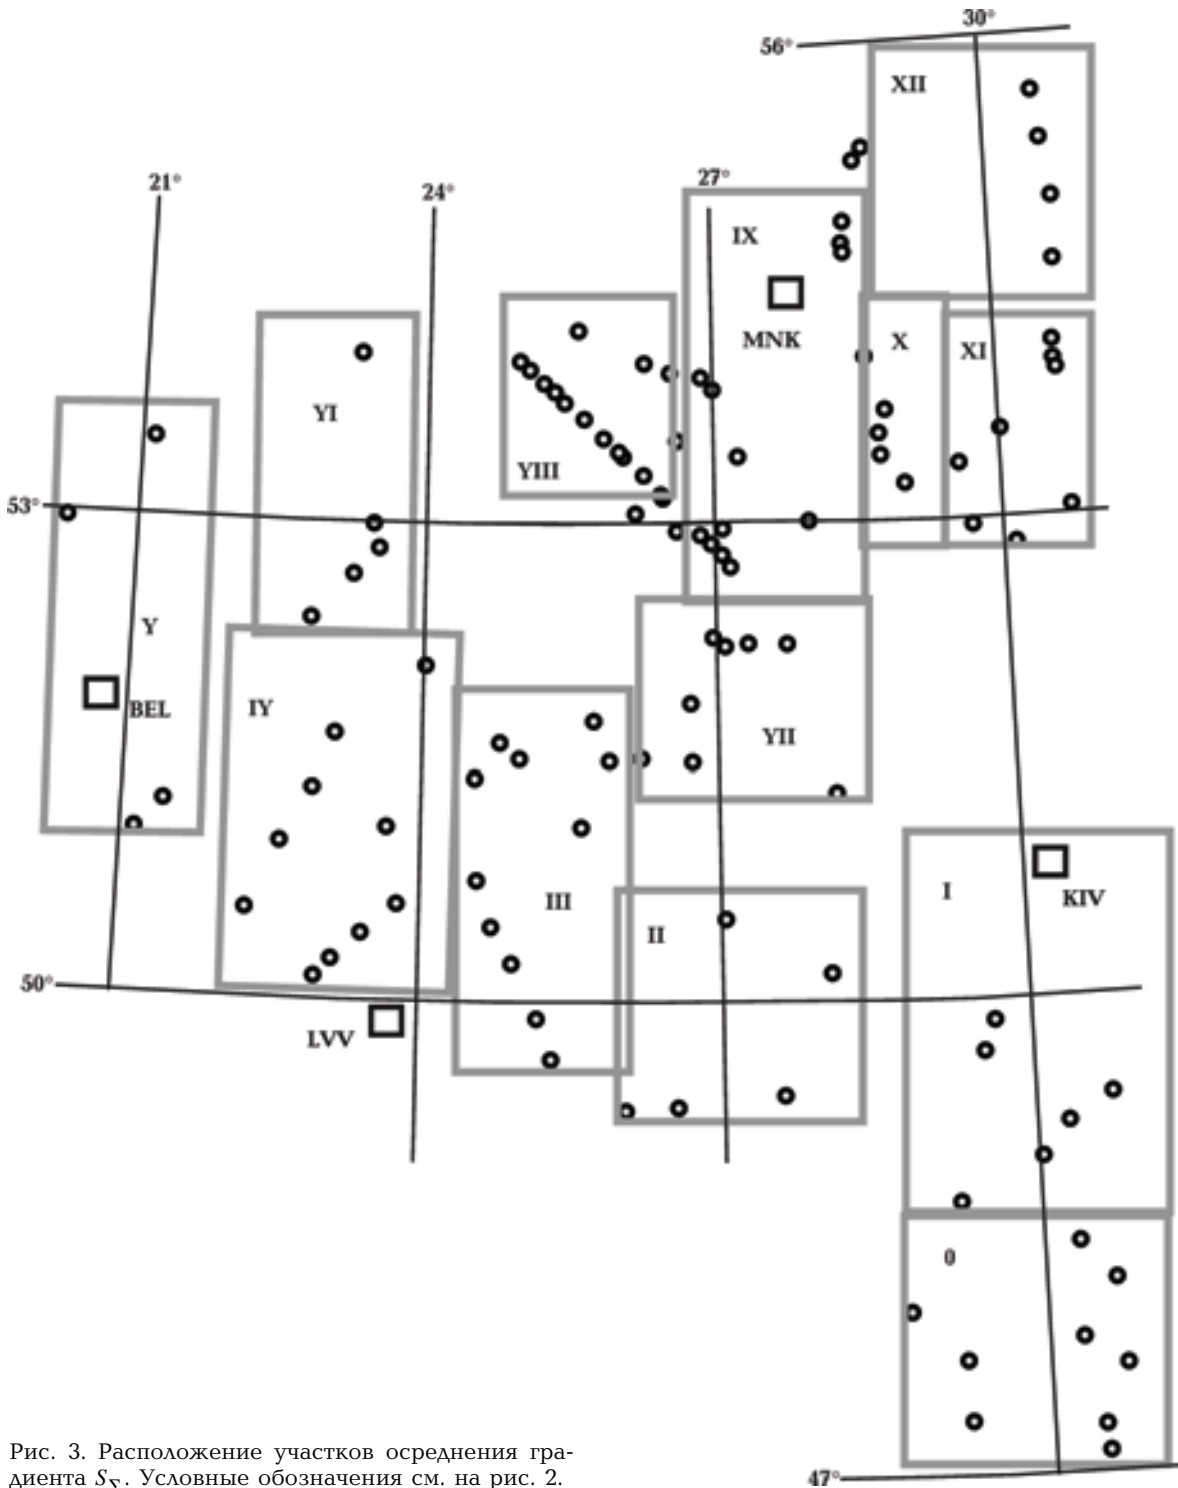 30°
56°
XII
21°
24°
27°
IX
MNK
X
XI
YI
YIII
53°
Y
BEL
IY
YII
III
II
I
KIV
50°
LVV
0
47°
Рис. 3. Расположение участков осреднения гра-
диента S∑. Условные обозначения см. на рис. 2.